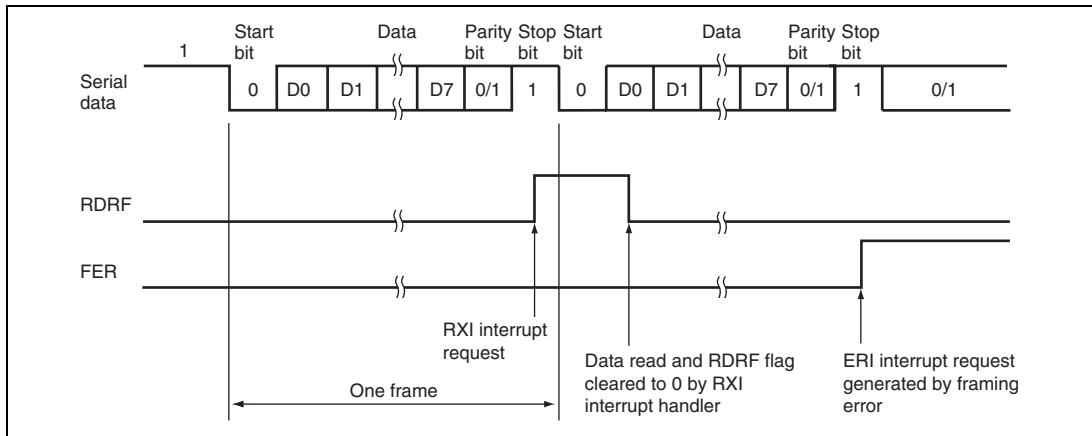 Start bit Data Parity bit Stop bit Start bit Data Parity bit Stop bit
1
Serial data
0 D0 D1 D7 0/1 1 0 D0 D1 D7 0/1 1 0/1
RDRF
FER
RXI interrupt
request
Data read and RDRF flag
cleared to 0 by RXI
interrupt handler
ERI interrupt request
generated by framing
error
One frame